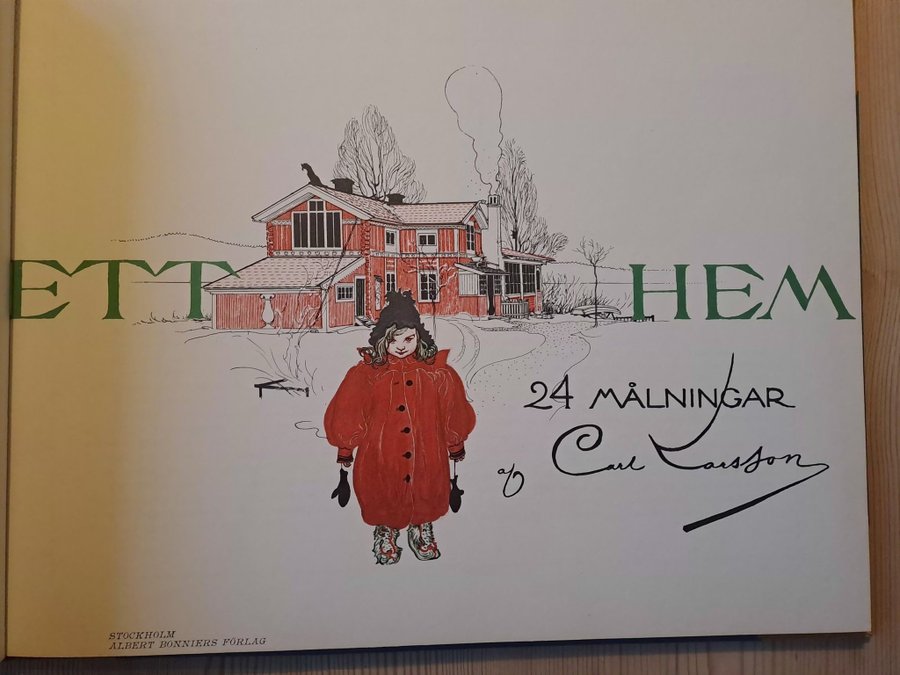 ETT HEM
24 MÅLNINGAR
af Carl Larsson
STOCKHOLM
ALBERT BONNIERS FÖRLAG